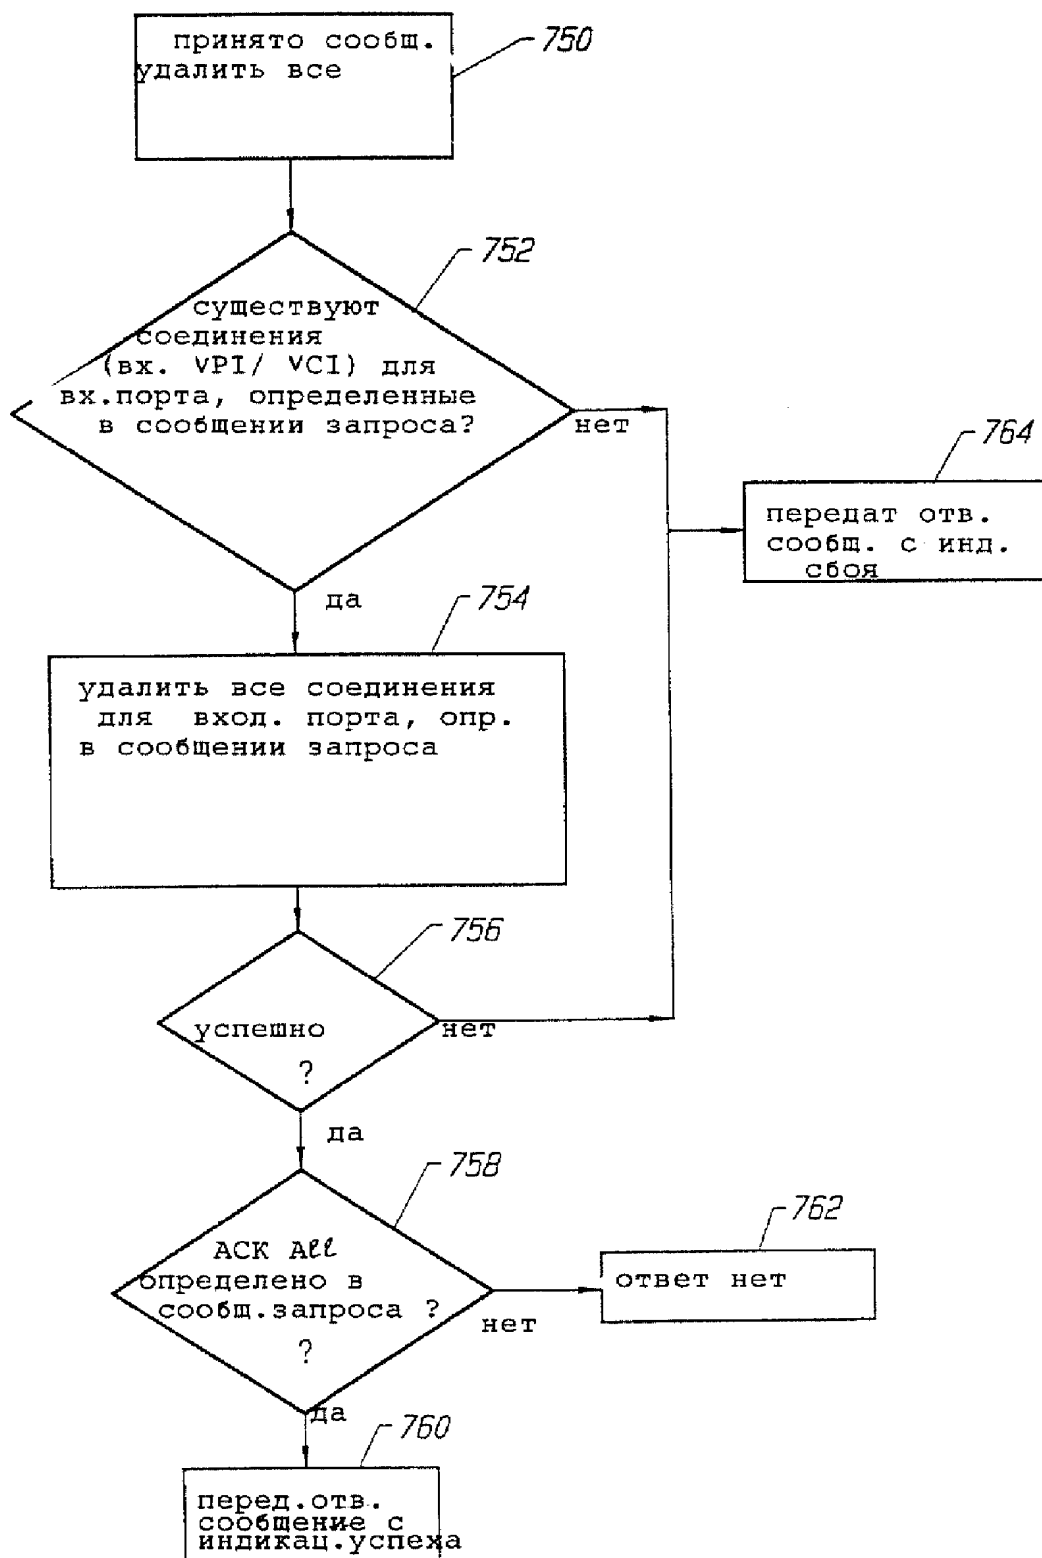 принято сообщ.
удалить все
750
752
существуют
соединения
(вх. VPI/ VCI) для
вх.порта, определенные
в сообщении запроса?
нет
764
передат отв.
сообщ. с инд.
сбоя
да
754
удалить все соединения
для вход. порта, опр.
в сообщении запроса
756
успешно
?
нет
да
758
ACK All
определено в
сообщ.запроса ?
?
нет
762
ответ нет
да
760
перед.отв.
сообщение с
индикац.успеха